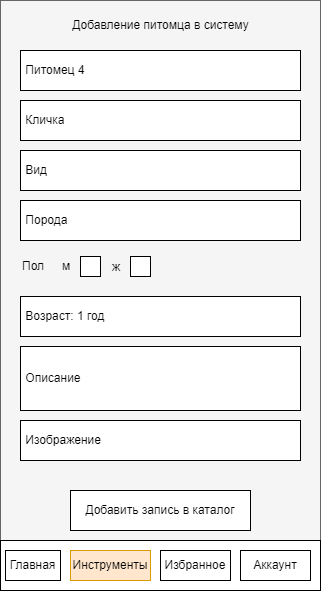 Добавление питомца в систему
Питомец 4
Кличка
Вид
Порода
Пол м ж
Возраст: 1 год
Описание
Изображение
Добавить запись в каталог
Главная Инструменты Избранное Аккаунт